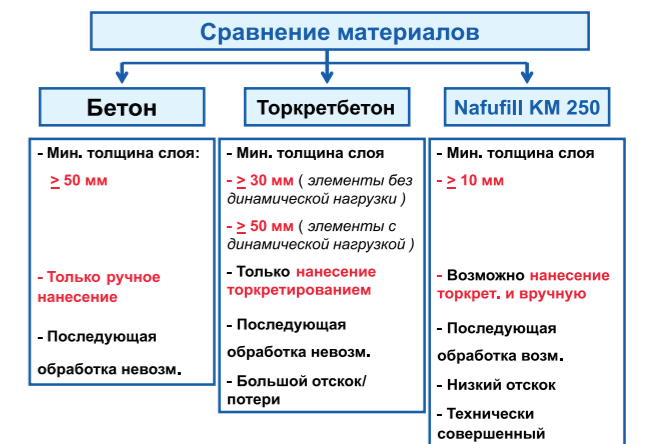 Сравнение материалов
Бетон
- Мин. толщина слоя:
≥ 50 мм
- Только ручное
нанесение
- Последующая
обработка невозм.
Торкретбетон
- Мин. толщина слоя
- ≥ 30 мм ( элементы без
динамической нагрузки )
- ≥ 50 мм ( элементы с
динамической нагрузкой )
- Только нанесение
торкретированием
- Последующая
обработка невозм.
- Большой отскок/
потери
Nafufill KM 250
- Мин. толщина слоя
- ≥ 10 мм
- Возможно нанесение
торкрет. и вручную
- Последующая
обработка возм.
- Низкий отскок
- Технически
совершенный